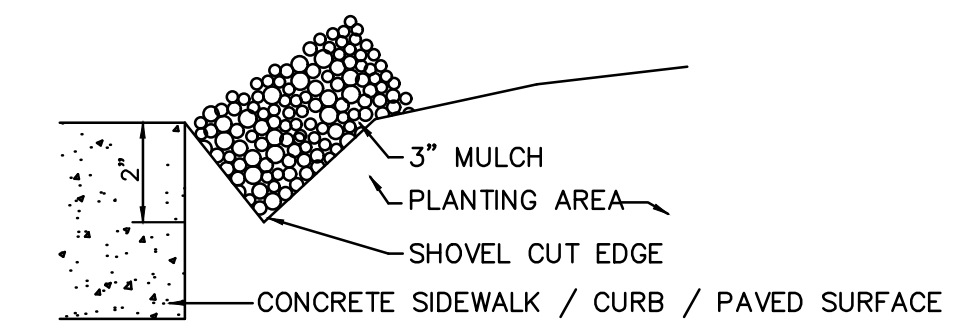 2”
3” MULCH
PLANTING AREA
SHOVEL CUT EDGE
CONCRETE SIDEWALK / CURB / PAVED SURFACE